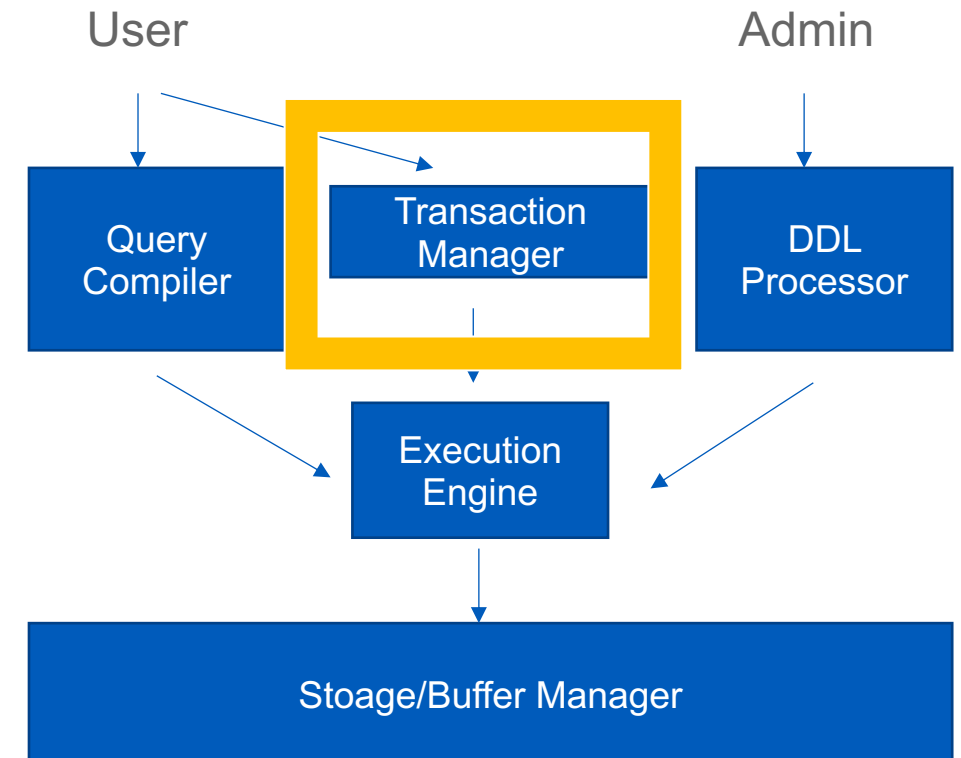 User
Admin
Query
Compiler
Transaction
Manager
DDL
Processor
Execution
Engine
Stoage/Buffer Manager